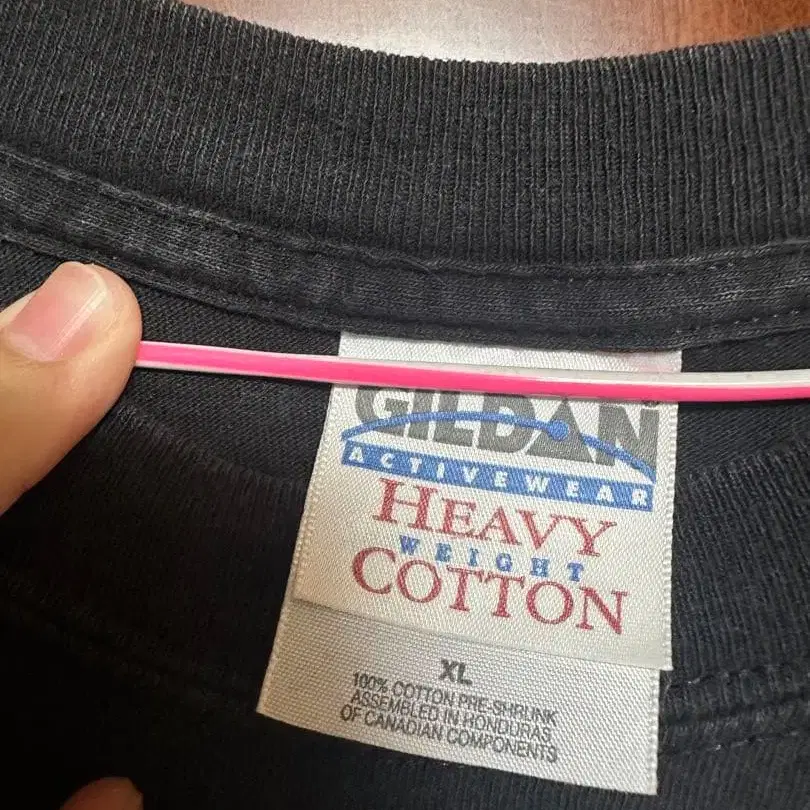 GILDAN
ACTIVEWEAR
HEAVY
WEIGHT
COTTON
XL
100% COTTON PRE-SHRUNK
ASSEMBLED IN HONDURAS,
OF CANADIAN COMPONENTS